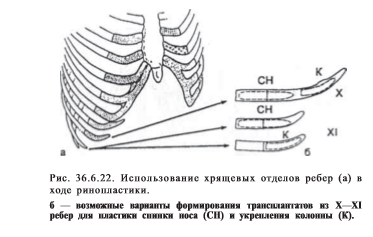 СН
К
Х
СН
К
XI
а
б
Рис. 36.6.22. Использование хрящевых отделов ребер (а) в
ходе ринопластики.
б — возможные варианты формирования трансплантатов из X—XI
ребер для пластики спинки носа (СН) и укрепления колонны (К).